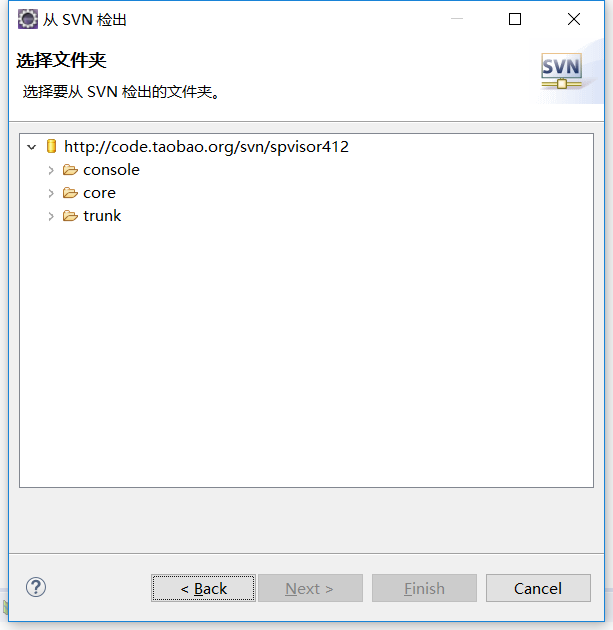 从 SVN 检出
选择文件夹
选择要从 SVN 检出的文件夹。
SVN
http://code.taobao.org/svn/spvisor412
console
core
trunk
?
< Back
Next >
Finish
Cancel